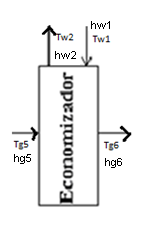 hw1
Tw2 Tw1
hw2
Economizador
Tg5 Tg6
hg5 hg6